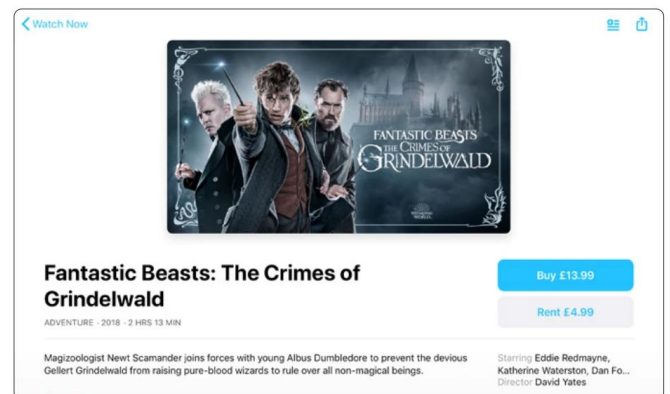 Watch Now
FANTASTIC BEASTS
THE CRIMES OF
GRINDELWALD
WIZARDING
WORLD
Fantastic Beasts: The Crimes of
Grindelwald
Buy £13.99
Rent £4.99
ADVENTURE · 2018 · 2 HRS 13 MIN
Magizoologist Newt Scamander joins forces with young Albus Dumbledore to prevent the devious
Gellert Grindelwald from raising pure-blood wizards to rule over all non-magical beings.
Starring Eddie Redmayne,
Katherine Waterston, Dan Fo...
Director David Yates